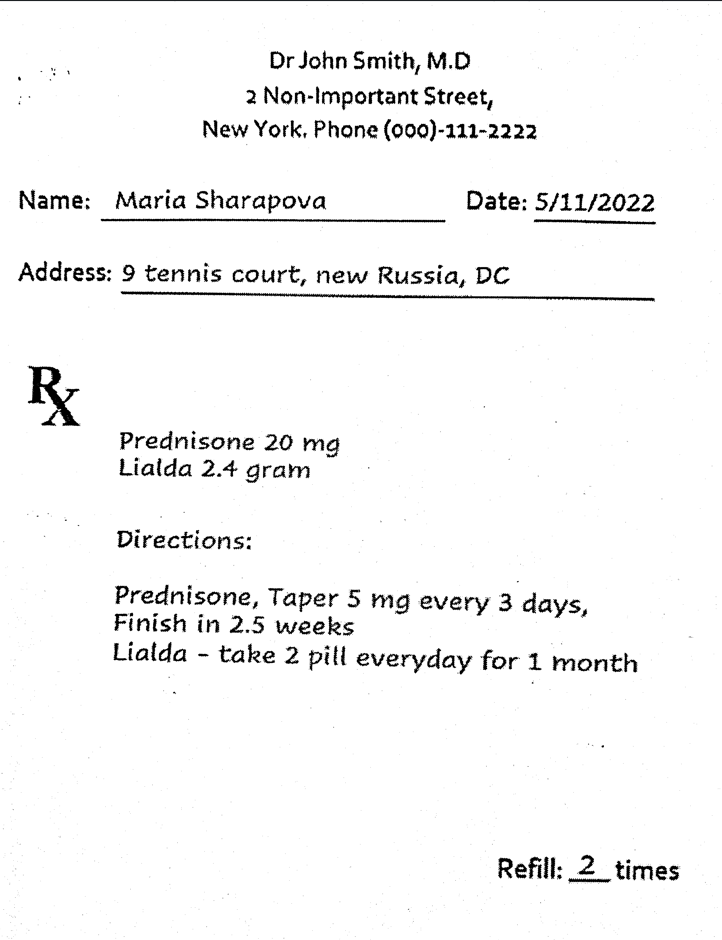 Dr John Smith, M.D
2 Non-Important Street,
New York, Phone (000)-111-2222
Name: Maria Sharapova Date: 5/11/2022
Address: 9 tennis court, new Russia, DC
Rx
Prednisone 20 mg
Lialda 2.4 gram
Directions:
Prednisone, Taper 5 mg every 3 days,
Finish in 2.5 weeks
Lialda - take 2 pill everyday for 1 month
Refill: 2 times